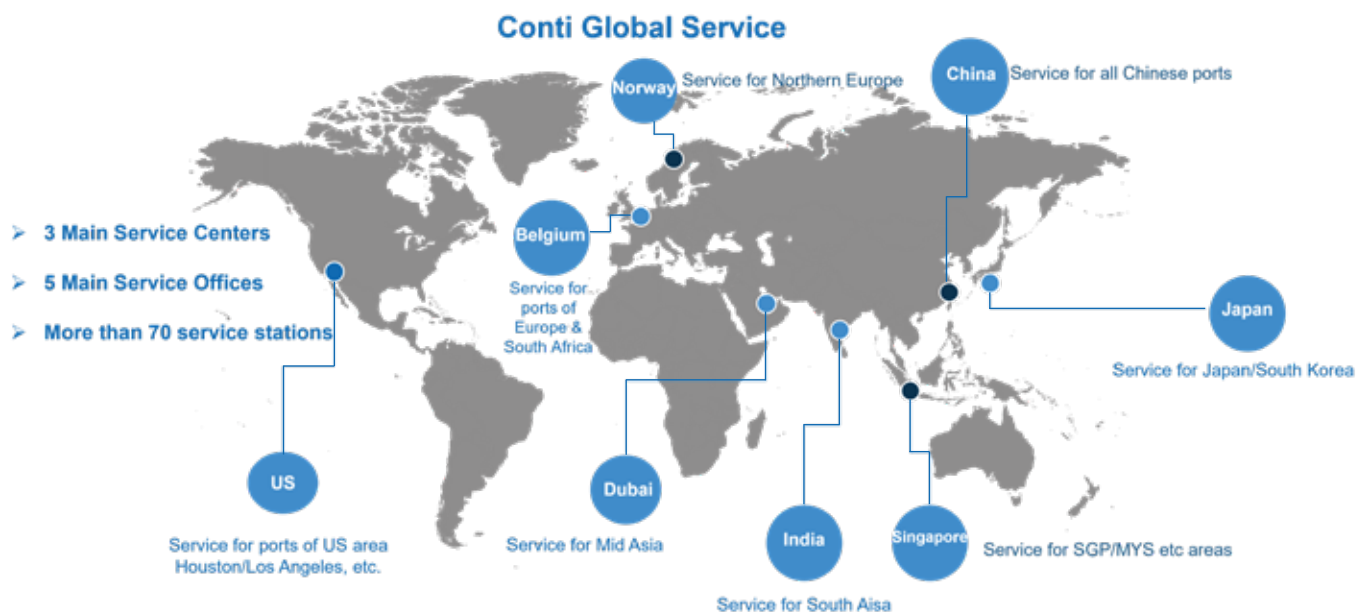 Conti Global Service
Norway
Service for Northern Europe
China
Service for all Chinese ports
➢ 3 Main Service Centers
➢ 5 Main Service Offices
➢ More than 70 service stations
Belgium
Service for
ports of
Europe &
South Africa
Japan
Service for Japan/South Korea
US
Service for ports of US area
Houston/Los Angeles, etc.
Dubai
Service for Mid Asia
India
Service for South Aisa
Singapore
Service for SGP/MYS etc areas